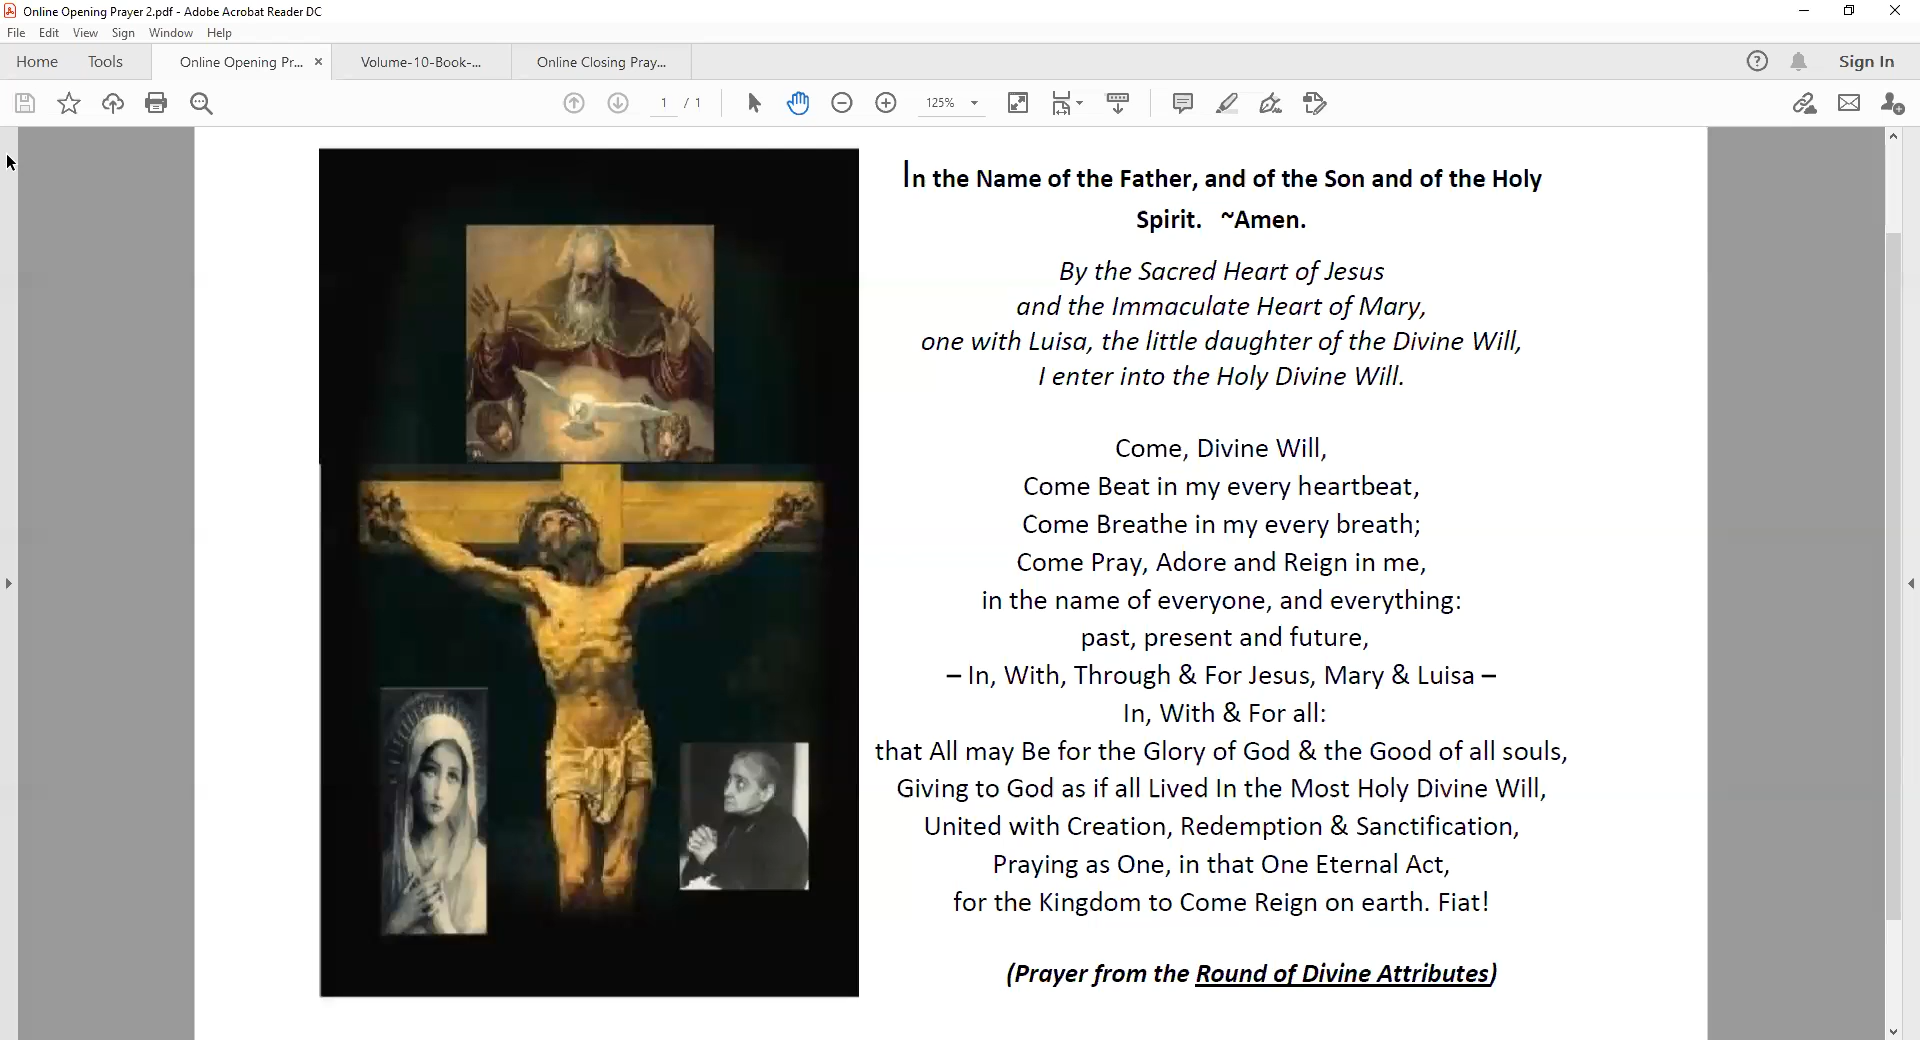 Online Opening Prayer 2.pdf - Adobe Acrobat Reader DC
File Edit View Sign Window Help
Home Tools Online Opening Pr... Volume-10-Book-... Online Closing Pray... Sign In
1 / 1 125%
In the Name of the Father, and of the Son and of the Holy
Spirit. ~Amen.
By the Sacred Heart of Jesus
and the Immaculate Heart of Mary,
one with Luisa, the little daughter of the Divine Will,
I enter into the Holy Divine Will.
Come, Divine Will,
Come Beat in my every heartbeat,
Come Breathe in my every breath;
Come Pray, Adore and Reign in me,
in the name of everyone, and everything:
past, present and future,
– In, With, Through & For Jesus, Mary & Luisa –
In, With & For all:
that All may Be for the Glory of God & the Good of all souls,
Giving to God as if all Lived In the Most Holy Divine Will,
United with Creation, Redemption & Sanctification,
Praying as One, in that One Eternal Act,
for the Kingdom to Come Reign on earth. Fiat!
(Prayer from the Round of Divine Attributes)